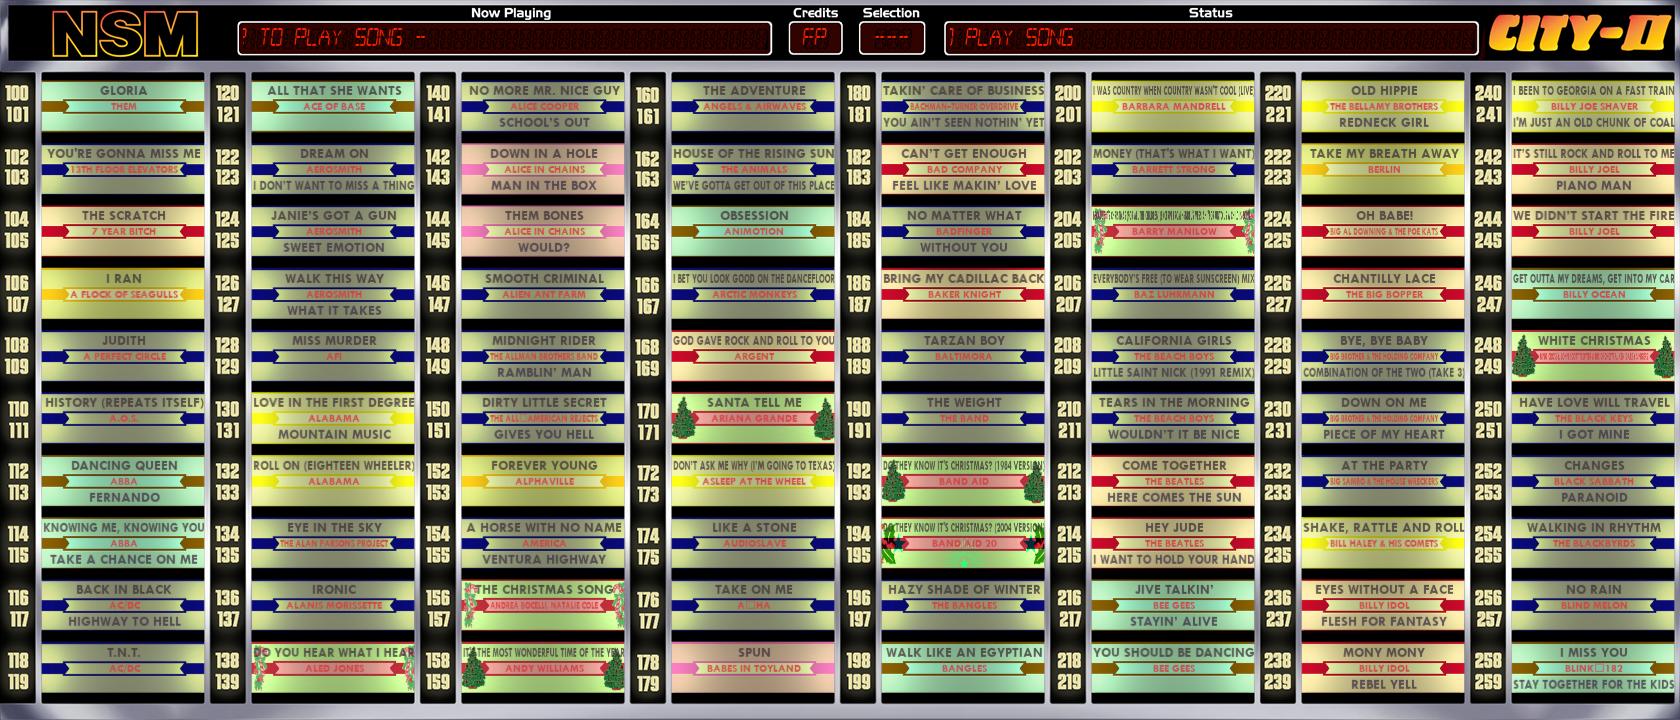 Now Playing
Credits
Selection
Status
NSM
TO PLAY SONG -
FP
---
PLAY SONG
CITY-II
100
101
GLORIA
THEM
102
103
YOU'RE GONNA MISS ME
13TH FLOOR ELEVATORS
104
105
THE SCRATCH
7 YEAR BITCH
106
107
I RAN
A FLOCK OF SEAGULLS
108
109
JUDITH
A PERFECT CIRCLE
110
111
HISTORY (REPEATS ITSELF)
A.O.S.
112
113
DANCING QUEEN
ABBA
FERNANDO
114
115
KNOWING ME, KNOWING YOU
ABBA
TAKE A CHANCE ON ME
116
117
BACK IN BLACK
AC/DC
HIGHWAY TO HELL
118
119
T.N.T.
AC/DC
120
121
ALL THAT SHE WANTS
ACE OF BASE
122
123
DREAM ON
AEROSMITH
I DON'T WANT TO MISS A THING
124
125
JANIE'S GOT A GUN
AEROSMITH
SWEET EMOTION
126
127
WALK THIS WAY
AEROSMITH
WHAT IT TAKES
128
129
MISS MURDER
AFI
130
131
LOVE IN THE FIRST DEGREE
ALABAMA
MOUNTAIN MUSIC
132
133
ROLL ON (EIGHTEEN WHEELER)
ALABAMA
134
135
EYE IN THE SKY
THE ALAN PARSONS PROJECT
136
137
IRONIC
ALANIS MORISSETTE
138
139
DO YOU HEAR WHAT I HEAR
ALED JONES
140
141
NO MORE MR. NICE GUY
ALICE COOPER
SCHOOL'S OUT
142
143
DOWN IN A HOLE
ALICE IN CHAINS
MAN IN THE BOX
144
145
THEM BONES
ALICE IN CHAINS
WOULD?
146
147
SMOOTH CRIMINAL
ALIEN ANT FARM
148
149
MIDNIGHT RIDER
THE ALLMAN BROTHERS BAND
RAMBLIN' MAN
150
151
DIRTY LITTLE SECRET
THE ALL□AMERICAN REJECTS
GIVES YOU HELL
152
153
FOREVER YOUNG
ALPHAVILLE
154
155
A HORSE WITH NO NAME
AMERICA
VENTURA HIGHWAY
156
157
THE CHRISTMAS SONG
ANDREA BOCELLI NATALIE COLE
158
159
IT'S THE MOST WONDERFUL TIME OF THE YEAR
ANDY WILLIAMS
160
161
THE ADVENTURE
ANGELS & AIRWAVES
162
163
HOUSE OF THE RISING SUN
THE ANIMALS
WE'VE GOTTA GET OUT OF THIS PLACE
164
165
OBSESSION
ANIMOTION
166
167
I BET YOU LOOK GOOD ON THE DANCEFLOOR
ARCTIC MONKEYS
168
169
GOD GAVE ROCK AND ROLL TO YOU
ARGENT
170
171
SANTA TELL ME
ARIANA GRANDE
172
173
DON'T ASK ME WHY (I'M GOING TO TEXAS)
ASLEEP AT THE WHEEL
174
175
LIKE A STONE
AUDIOSLAVE
176
177
TAKE ON ME
A□HA
178
179
SPUN
BABES IN TOYLAND
180
181
TAKIN' CARE OF BUSINESS
BACHMAN-TURNER OVERDRIVE
YOU AIN'T SEEN NOTHIN' YET
182
183
CAN'T GET ENOUGH
BAD COMPANY
FEEL LIKE MAKIN' LOVE
184
185
NO MATTER WHAT
BADFINGER
WITHOUT YOU
186
187
BRING MY CADILLAC BACK
BAKER KNIGHT
188
189
TARZAN BOY
BALTIMORA
190
191
THE WEIGHT
THE BAND
192
193
DO THEY KNOW IT'S CHRISTMAS? (1984 VERSION)
BAND AID
194
195
DO THEY KNOW IT'S CHRISTMAS? (2004 VERSION)
BAND AID 20
196
197
HAZY SHADE OF WINTER
THE BANGLES
198
199
WALK LIKE AN EGYPTIAN
BANGLES
200
201
I WAS COUNTRY WHEN COUNTRY WASN'T COOL (LIVE)
BARBARA MANDRELL
202
203
MONEY (THAT'S WHAT I WANT)
BARRETT STRONG
204
205
BARRY MANILOW
206
207
EVERYBODY'S FREE (TO WEAR SUNSCREEN) MIX
BAZ LUHRMANN
208
209
CALIFORNIA GIRLS
THE BEACH BOYS
LITTLE SAINT NICK (1991 REMIX)
210
211
TEARS IN THE MORNING
THE BEACH BOYS
WOULDN'T IT BE NICE
212
213
COME TOGETHER
THE BEATLES
HERE COMES THE SUN
214
215
HEY JUDE
THE BEATLES
I WANT TO HOLD YOUR HAND
216
217
JIVE TALKIN'
BEE GEES
STAYIN' ALIVE
218
219
YOU SHOULD BE DANCING
BEE GEES
220
221
OLD HIPPIE
THE BELLAMY BROTHERS
REDNECK GIRL
222
223
TAKE MY BREATH AWAY
BERLIN
224
225
OH BABE!
BIG AL DOWNING & THE POE KATS
226
227
CHANTILLY LACE
THE BIG BOPPER
228
229
BYE, BYE BABY
BIG BROTHER & THE HOLDING COMPANY
COMBINATION OF THE TWO (TAKE 3)
230
231
DOWN ON ME
BIG BROTHER & THE HOLDING COMPANY
PIECE OF MY HEART
232
233
AT THE PARTY
BIG SAMBO & THE HOUSE WRECKERS
234
235
SHAKE, RATTLE AND ROLL
BILL HALEY & HIS COMETS
236
237
EYES WITHOUT A FACE
BILLY IDOL
FLESH FOR FANTASY
238
239
MONY MONY
BILLY IDOL
REBEL YELL
240
241
I BEEN TO GEORGIA ON A FAST TRAIN
BILLY JOE SHAVER
I'M JUST AN OLD CHUNK OF COAL
242
243
IT'S STILL ROCK AND ROLL TO ME
BILLY JOEL
PIANO MAN
244
245
WE DIDN'T START THE FIRE
BILLY JOEL
246
247
GET OUTTA MY DREAMS, GET INTO MY CAR
BILLY OCEAN
248
249
WHITE CHRISTMAS
250
251
HAVE LOVE WILL TRAVEL
THE BLACK KEYS
I GOT MINE
252
253
CHANGES
BLACK SABBATH
PARANOID
254
255
WALKING IN RHYTHM
THE BLACKBYRDS
256
257
NO RAIN
BLIND MELON
258
259
I MISS YOU
BLINK□182
STAY TOGETHER FOR THE KIDS